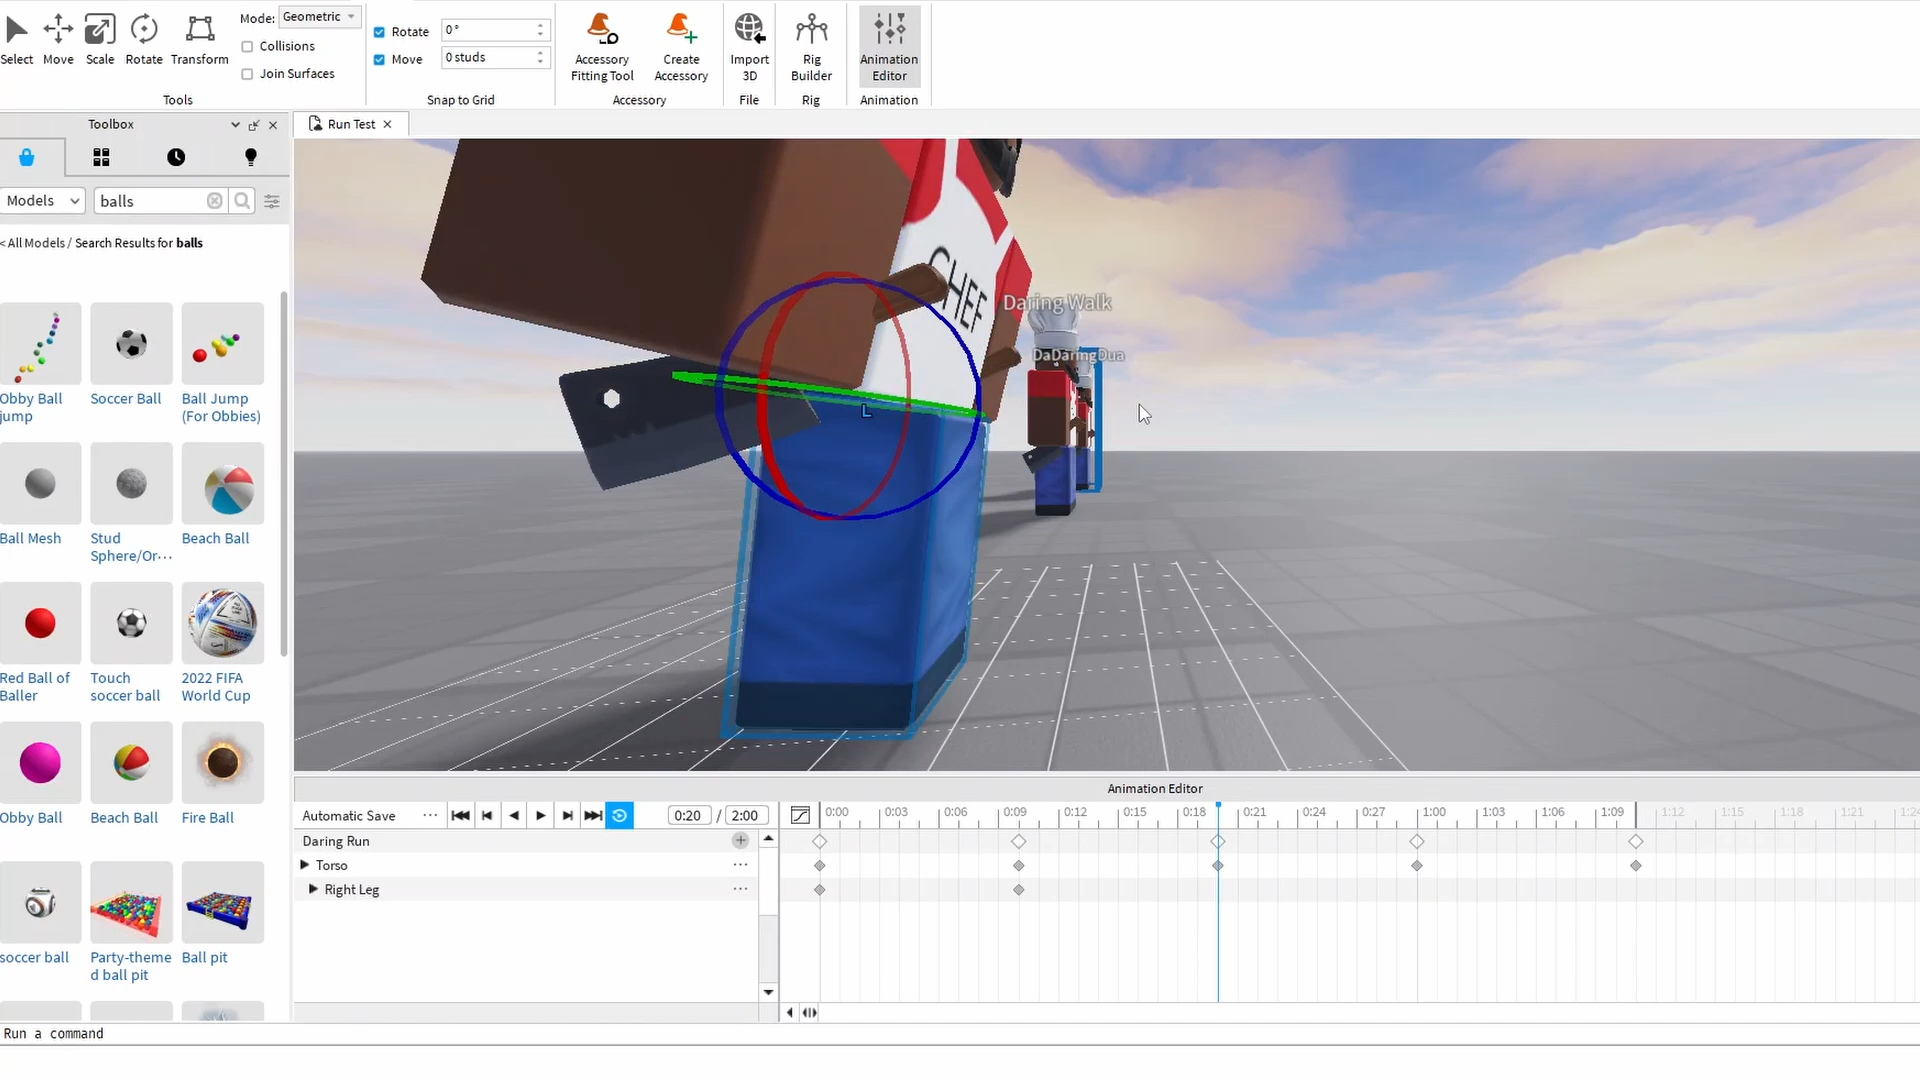 Mode: Geometric
Collisions
Join Surfaces
Select Move Scale Rotate Transform
Tools
Rotate 0°
Move 0 studs
Snap to Grid
Accessory
Fitting Tool
Create
Accessory
Accessory
Import
3D
File
Rig
Builder
Rig
Animation
Editor
Animation
Toolbox
Run Test
Models balls
< All Models / Search Results for balls
Obby Ball
jump
Soccer Ball
Ball Jump
(For Obbies)
Ball Mesh
Stud
Sphere/Or...
Beach Ball
Red Ball of
Baller
Touch
soccer ball
2022 FIFA
World Cup
Obby Ball
Beach Ball
Fire Ball
soccer ball
Party-theme
d ball pit
Ball pit
CHEF
Daring Walk
DaDaringDua
L
Animation Editor
Automatic Save ... 0:20 / 2:00
0:00 0:03 0:06 0:09 0:12 0:15 0:18 0:21 0:24 0:27 1:00 1:03 1:06 1:09 1:12 1:15 1:18 1:21 1:24
Daring Run
Torso
Right Leg
Run a command